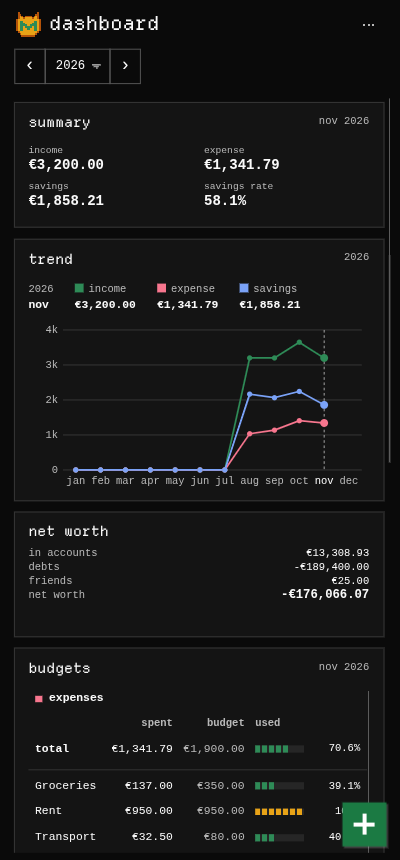 dashboard ...
‹ 2026 ›
summary nov 2026
income expense
€3,200.00 €1,341.79
savings savings rate
€1,858.21 58.1%
trend 2026
2026 income expense savings
nov €3,200.00 €1,341.79 €1,858.21
4k
3k
2k
1k
0
jan feb mar apr may jun jul aug sep oct nov dec
net worth
in accounts €13,308.93
debts -€189,400.00
friends €25.00
net worth -€176,066.07
budgets nov 2026
expenses
spent budget used
total €1,341.79 €1,900.00 70.6%
Groceries €137.00 €350.00 39.1%
Rent €950.00 €950.00
Transport €32.50 €80.00
+